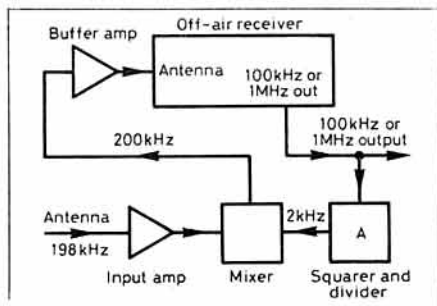 Off-air receiver
Buffer amp
Antenna
100kHz or
1MHz out
100kHz or
1MHz output
200kHz
Antenna
198kHz
Input amp
Mixer
2kHz
A
Squarer and
divider